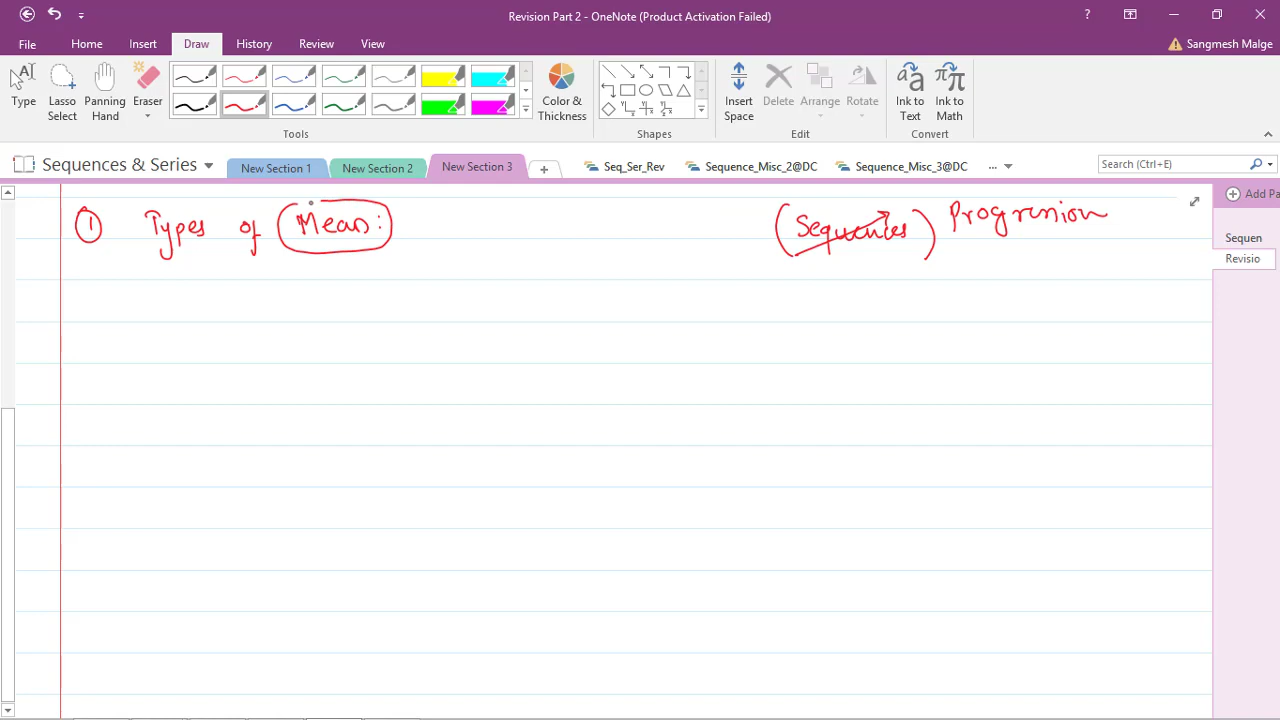 Revision Part 2 - OneNote (Product Activation Failed)
?
File Home Insert Draw History Review View Sangmesh Malge
Type
Lasso Select
Panning Hand
Eraser
Color & Thickness
Insert Space
Delete
Arrange
Rotate
Ink to Text
Ink to Math
Tools Shapes Edit Convert
Sequences & Series New Section 1 New Section 2 New Section 3 + Seq_Ser_Rev Sequence_Misc_2@DC Sequence_Misc_3@DC ... Search (Ctrl+E)
Add Pa
Sequen
Revisio
① Types of Mean: (Sequences) Progression